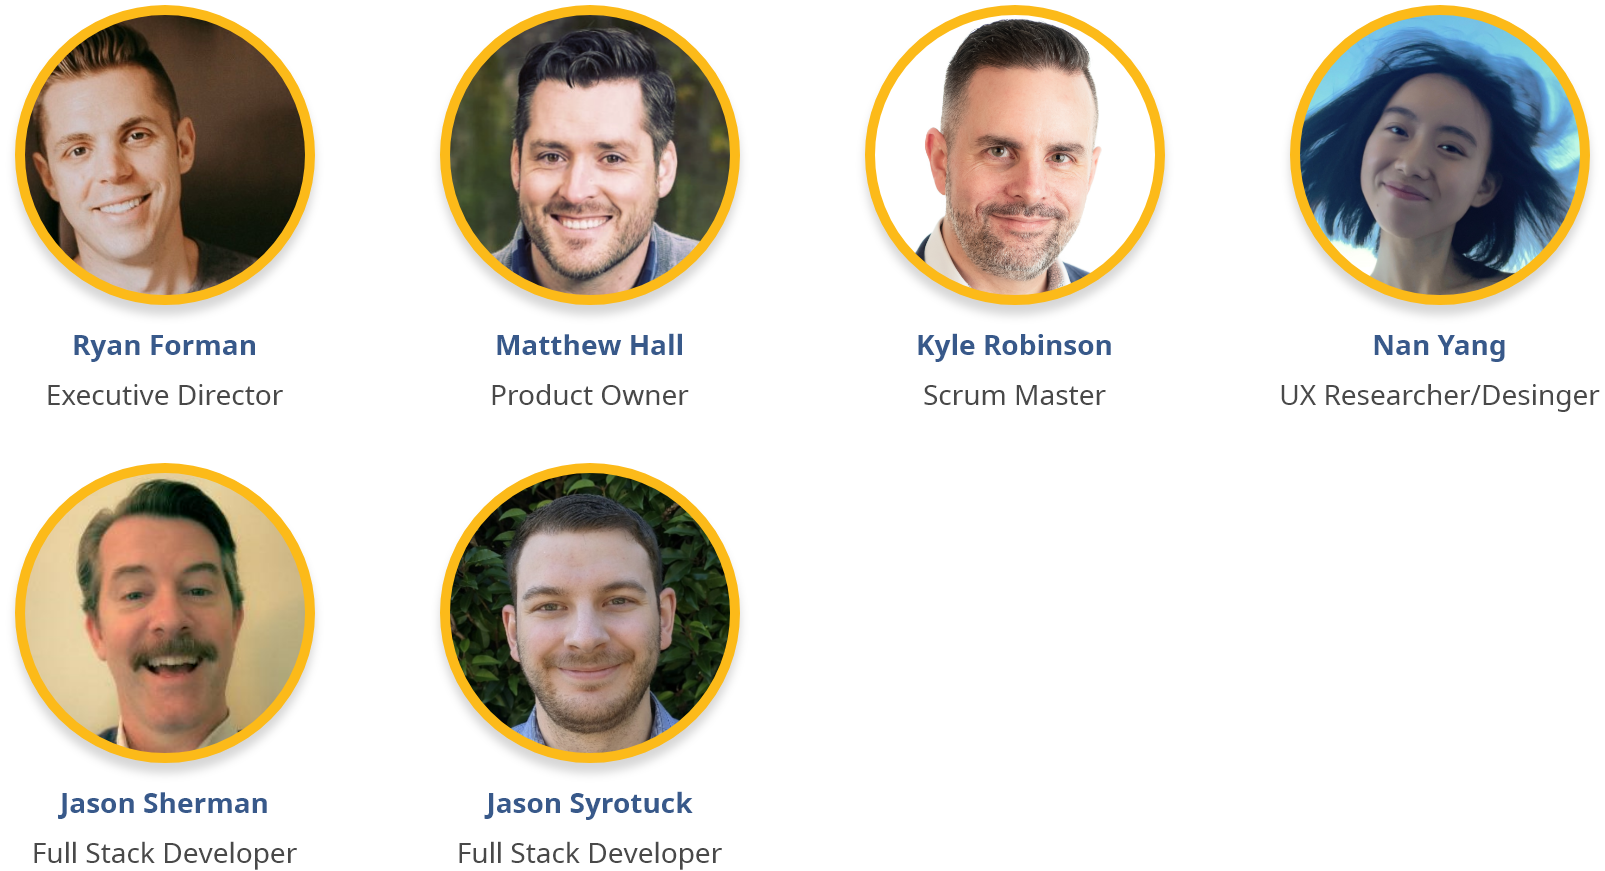 Ryan Forman
Executive Director
Matthew Hall
Product Owner
Kyle Robinson
Scrum Master
Nan Yang
UX Researcher/Desinger
Jason Sherman
Full Stack Developer
Jason Syrotuck
Full Stack Developer